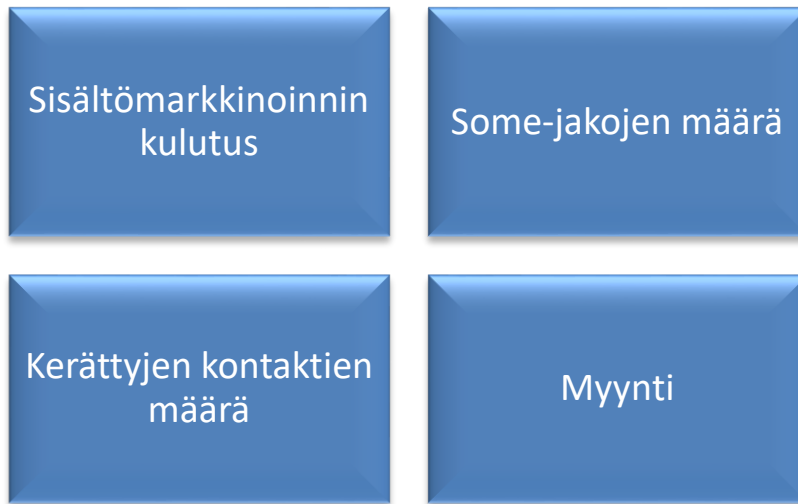 Sisältömarkkinoinnin
kulutus
Some-jakojen määrä
Kerättyjen kontaktien
määrä
Myynti